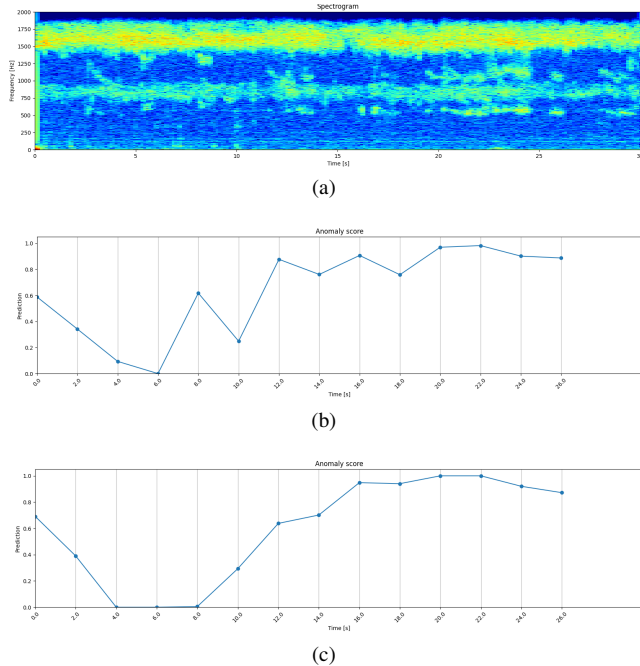 Spectrogram
2000
1750
1500
1250
1000
750
500
250
0
Frequency [Hz]
0 5 10 15 20 25 30
Time [s]
(a)
Anomaly score
1.0
0.8
0.6
0.4
0.2
0.0
Prediction
0.0 2.0 4.0 6.0 8.0 10.0 12.0 14.0 16.0 18.0 20.0 22.0 24.0 26.0
Time [s]
(b)
Anomaly score
1.0
0.8
0.6
0.4
0.2
0.0
Prediction
0.0 2.0 4.0 6.0 8.0 10.0 12.0 14.0 16.0 18.0 20.0 22.0 24.0 26.0
Time [s]
(c)